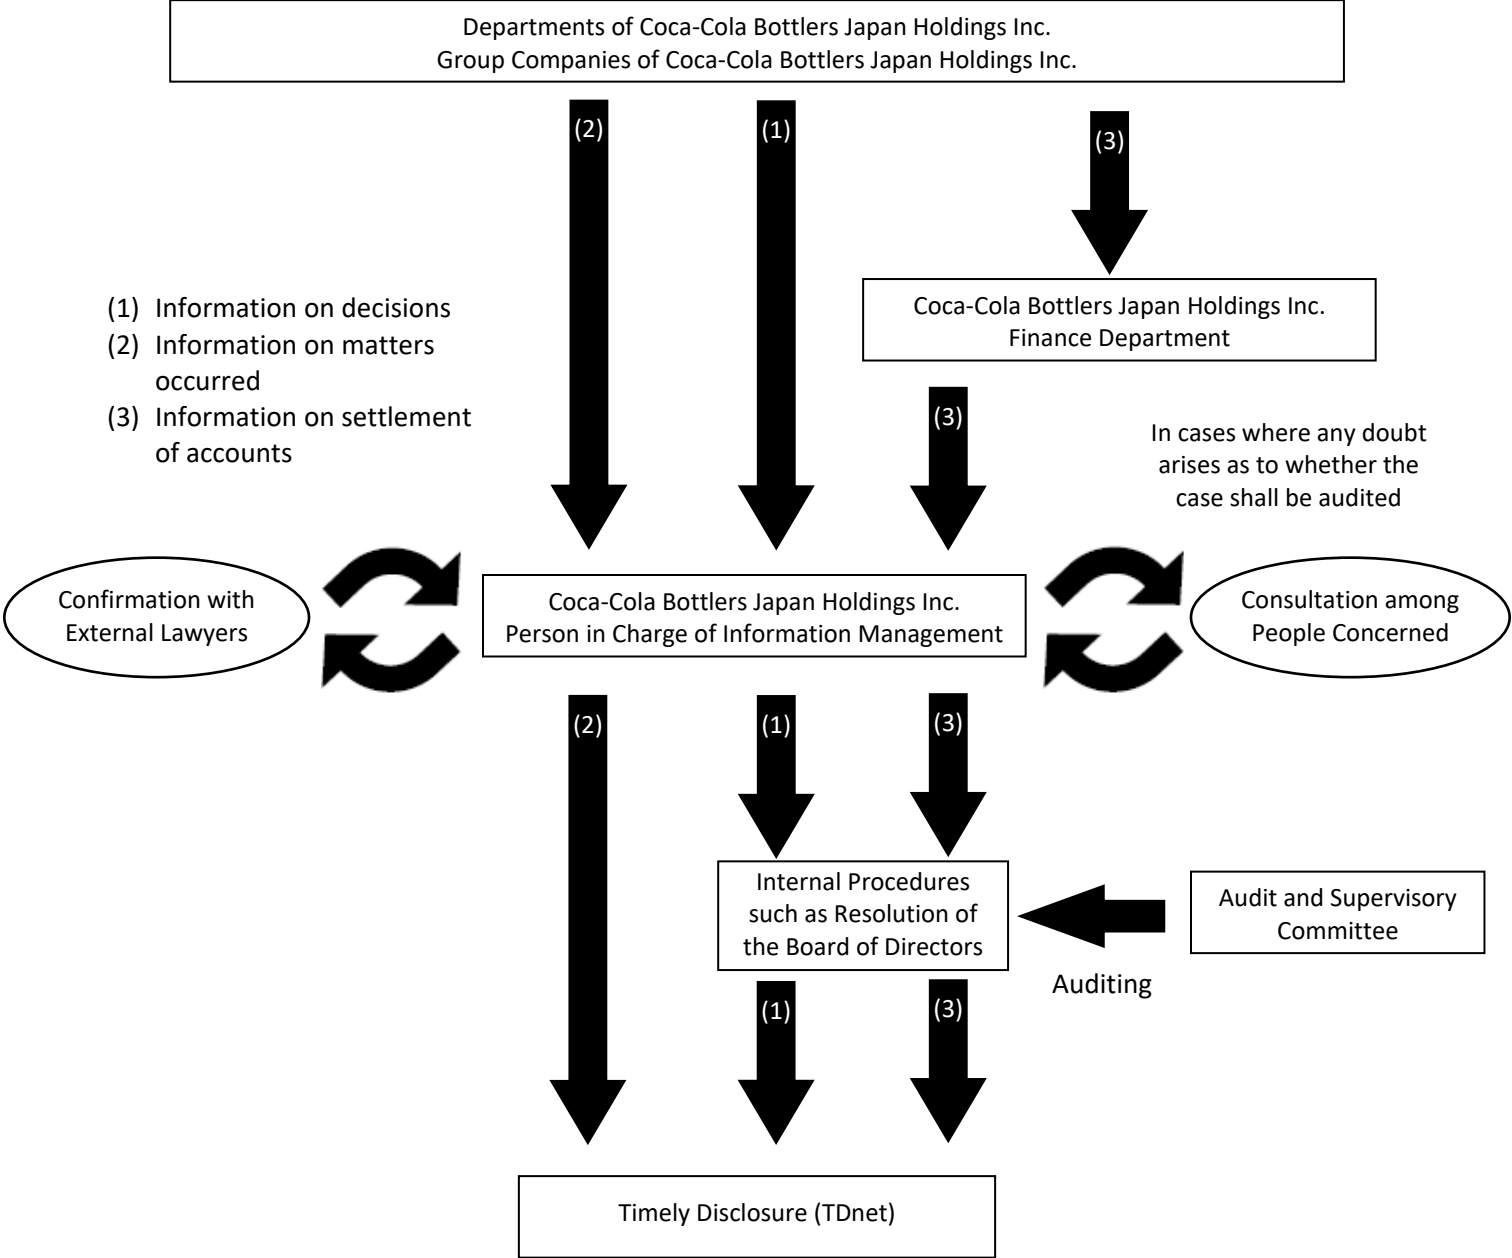 Departments of Coca-Cola Bottlers Japan Holdings Inc.
Group Companies of Coca-Cola Bottlers Japan Holdings Inc.
(2)
(1)
(3)
(1) Information on decisions
(2) Information on matters
occurred
(3) Information on settlement
of accounts
Coca-Cola Bottlers Japan Holdings Inc.
Finance Department
(3)
In cases where any doubt
arises as to whether the
case shall be audited
Confirmation with
External Lawyers
Coca-Cola Bottlers Japan Holdings Inc.
Person in Charge of Information Management
Consultation among
People Concerned
(2)
(1)
(3)
Internal Procedures
such as Resolution of
the Board of Directors
Audit and Supervisory
Committee
Auditing
(1)
(3)
Timely Disclosure (TDnet)